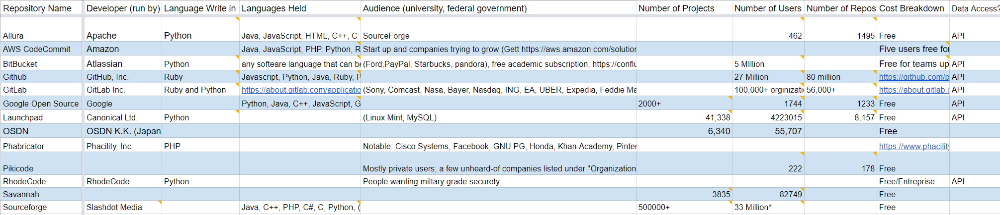 Repository Name Developer (run by) Language Write in Languages Held Audience (university, federal government) Number of Projects Number of Users Number of Repos Cost Breakdown Data Access?
Allura Apache Python Java, JavaScript, HTML, C++, C SourceForge 462 1495 Free API
AWS CodeCommit Amazon Java, JavaScript, PHP, Python, R Start up and companies trying to grow (Gett https://aws.amazon.com/solution Five users free for
BitBucket Atlassian Python any softeare language that can be (Ford,PayPal, Starbucks, pandora), free academic subscription, https://conflu 5 MIllion Free for teams up API
Github GitHub, Inc. Ruby Javascript, Python, Java, Ruby, P 27 Million 80 million https://github.com/p API
GitLab GitLab Inc. Ruby and Python https://about.gitlab.com/applicatio (Sony, Comcast, Nasa, Bayer, Nasdaq, ING, EA, UBER, Expedia, Feddie Ma 100,000+ orginizati 56,000+ https://about.gitlab.c API
Google Open Source Google Python, Java, C++, JavaScript, G 2000+ 1744 1233 Free API
Launchpad Canonical Ltd. Python (Linux Mint, MySQL) 41,338 4223015 8,157 Free API
OSDN OSDN K.K. (Japan 6,340 55,707 Free
Phabricator Phacility, Inc PHP Notable: Cisco Systems, Facebook, GNU PG, Honda, Khan Academy, Pinter https://www.phacility
Pikicode Mostly private users; a few unheard-of companies listed under "Organization 222 178 Free
RhodeCode RhodeCode Python People wanting miltary grade securety Free/Entreprise API
Savannah 3835 82749 Free
Sourceforge Slashdot Media Java, C++, PHP, C#, C, Python, ( 500000+ 33 Million* Free